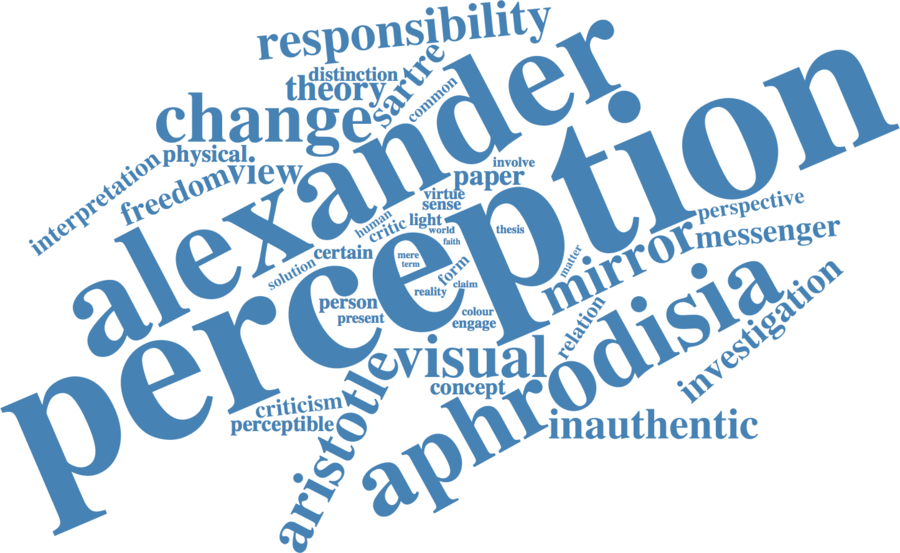 responsibility
distinction
theory
sartre
common
change
alexander
perception
physical
view
interpretation
freedom
involve
paper
virtue
sense
human
critic
light
world
faith
thesis
perspective
mirror
messenger
certain
solution
mere
term
form
matter
reality
claim
person
present
colour
engage
relation
investigation
visual
concept
aphrodisia
inauthentic
aristotle
criticism
perceptible